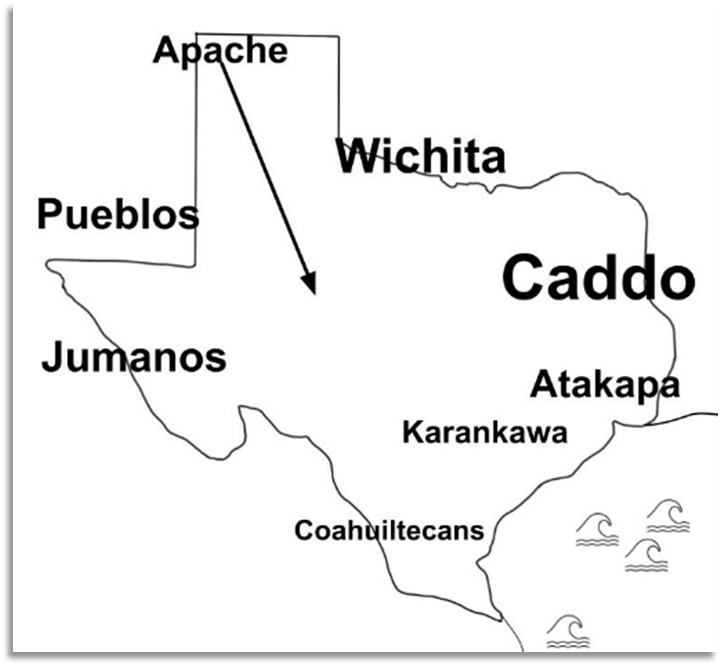 Apache
Wichita
Pueblos
Caddo
Jumanos
Atakapa
Karankawa
Coahuiltecans